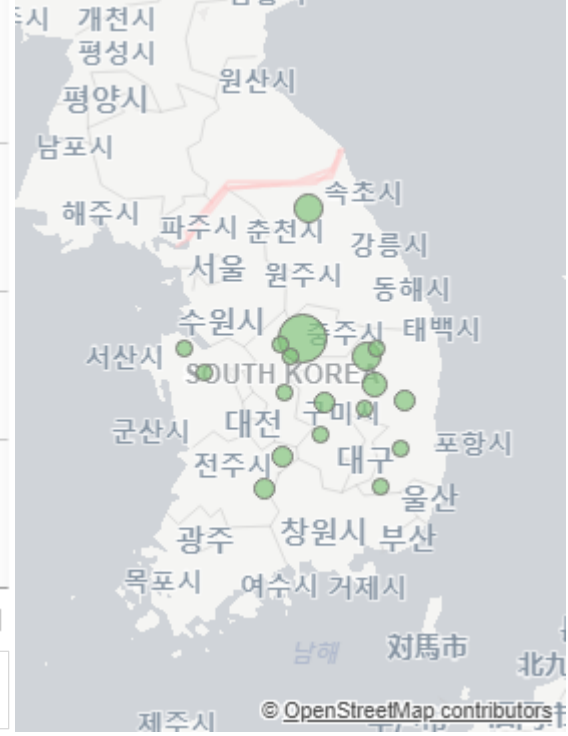 개천시
평성시
원산시
평양시
남포시
속초시
해주시
파주시 춘천시
강릉시
서울 원주시
동해시
수원시 충주시 태백시
서산시
SOUTH KOREA
구미시
군산시 대전
포항시
전주시 대구
울산
광주 창원시 부산
목포시 여수시 거제시
남해
対馬市
北九
© OpenStreetMap contributors
제주시